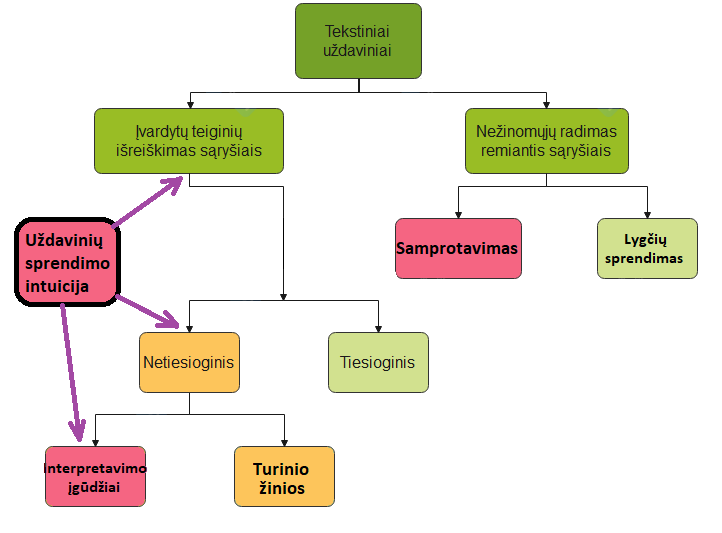 Tekstiniai
uždaviniai
Įvardytų teiginių
išreiškimas sąryšiais
Nežinomųjų radimas
remiantis sąryšiais
Uždavinių
sprendimo
intuicija
Samprotavimas
Lygčių
sprendimas
Netiesioginis
Tiesioginis
Interpretavimo
įgūdžiai
Turinio
žinios